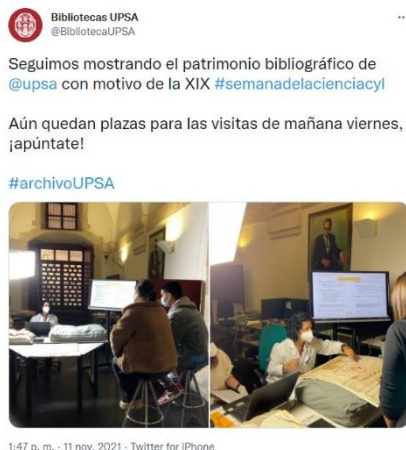 Bibliotecas UPSA
@BibliotecaUPSA
Seguimos mostrando el patrimonio bibliográfico de
@upsa con motivo de la XIX #semanadelacienciacyl
Aún quedan plazas para las visitas de mañana viernes,
¡apúntate!
#archivoUPSA
1:47 p. m. · 11 nov. 2021 · Twitter for iPhone